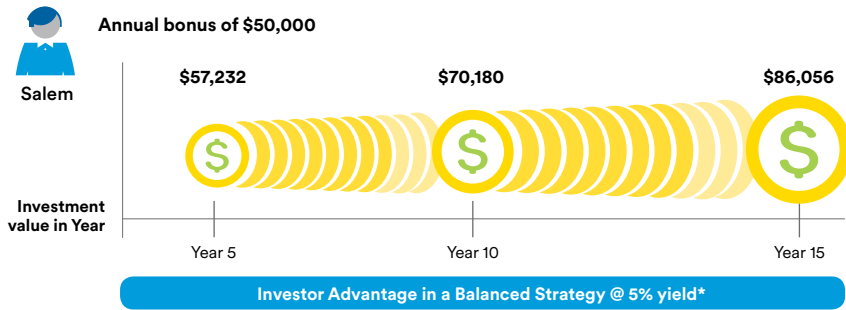 Annual bonus of $50,000
Salem
$57,232
$70,180
$86,056
$
$
$
Investment
value in Year
Year 5
Year 10
Year 15
Investor Advantage in a Balanced Strategy @ 5% yield*